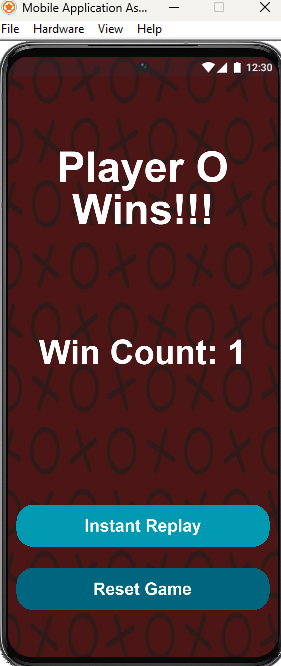 Mobile Application As...
File Hardware View Help
12:30
Player O
Wins!!!
Win Count: 1
Instant Replay
Reset Game